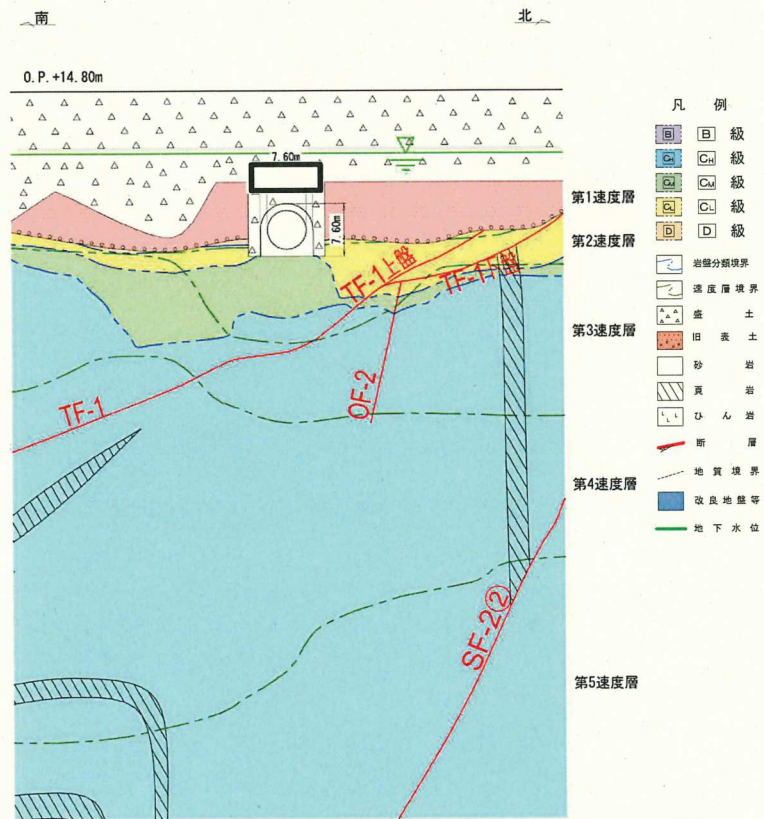 南
北
O.P.+14.80m
7.60m
7.60m
TF-1上盤
TF-1下盤
TF-1
OF-2
SF-2②
第1速度層
第2速度層
第3速度層
第4速度層
第5速度層
凡例
B B 級
CH CH 級
CM CM 級
CL CL 級
D D 級
岩盤分類境界
速度層境界
盛土
旧表土
砂岩
頁岩
ひん岩
断層
地質境界
改良地盤等
地下水位